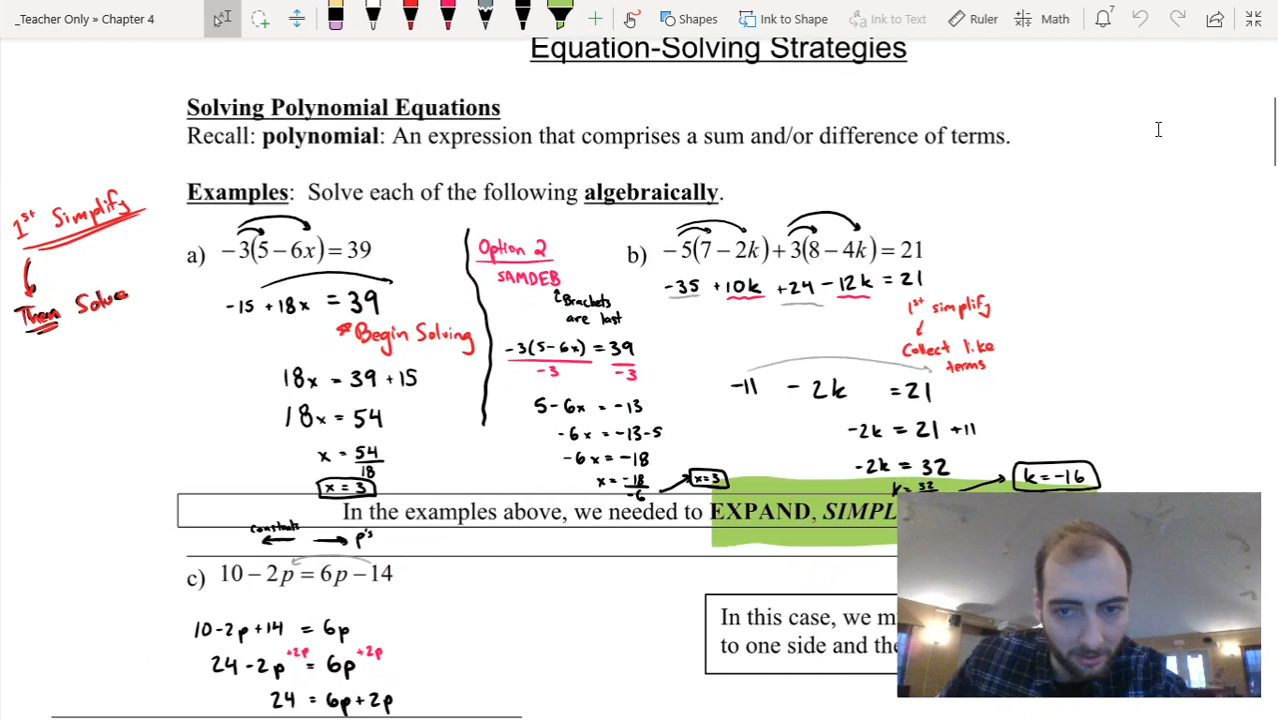 _Teacher Only » Chapter 4
Shapes
Ink to Shape
Ink to Text
Ruler
Math
7
Equation-Solving Strategies
Solving Polynomial Equations
Recall: polynomial: An expression that comprises a sum and/or difference of terms.
Examples: Solve each of the following algebraically.
1st Simplify
Then Solve
a) −3(5 − 6x) = 39
-15 + 18x = 39
*Begin Solving
18x = 39 + 15
18x = 54
x = 54/18
x = 3
Option 2
SAMDEB
Brackets
are last
-3(5-6x) = 39
-3 -3
5-6x = -13
-6x = -13-5
-6x = -18
x = -18/-6
x=3
b) −5(7 − 2k) + 3(8 − 4k) = 21
-35 +10k +24 -12k = 21
1st simplify
Collect like
terms
-11 - 2k = 21
-2k = 21 +11
-2k = 32
k = 32
k = -16
In the examples above, we needed to EXPAND, SIMPL
constants
p's
c) 10 − 2p = 6p − 14
10-2p+14 = 6p
24 -2p +2p = 6p +2p
24 = 6p+2p
In this case, we m
to one side and the